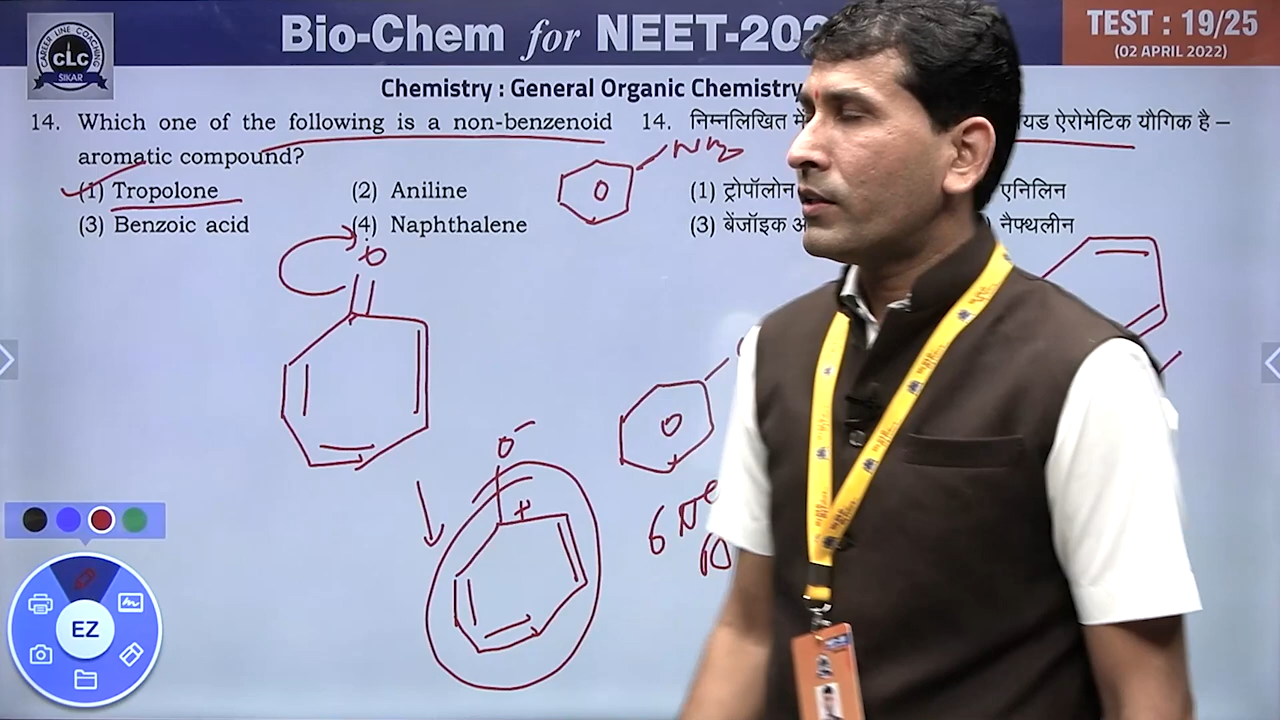 CAREER LINE COACHING
CLC
SIKAR
Bio-Chem for NEET-202
TEST : 19/25
(02 APRIL 2022)
Chemistry : General Organic Chemistry
14. Which one of the following is a non-benzenoid
aromatic compound?
(1) Tropolone (2) Aniline
(3) Benzoic acid (4) Naphthalene
14. निम्नलिखित में यड ऐरोमेटिक यौगिक है –
(1) ट्रोपॉलोन एनिलिन
(3) बेंजॉइक नैफ्थलीन
NH2
O
O
O
O-
+
6
EZ